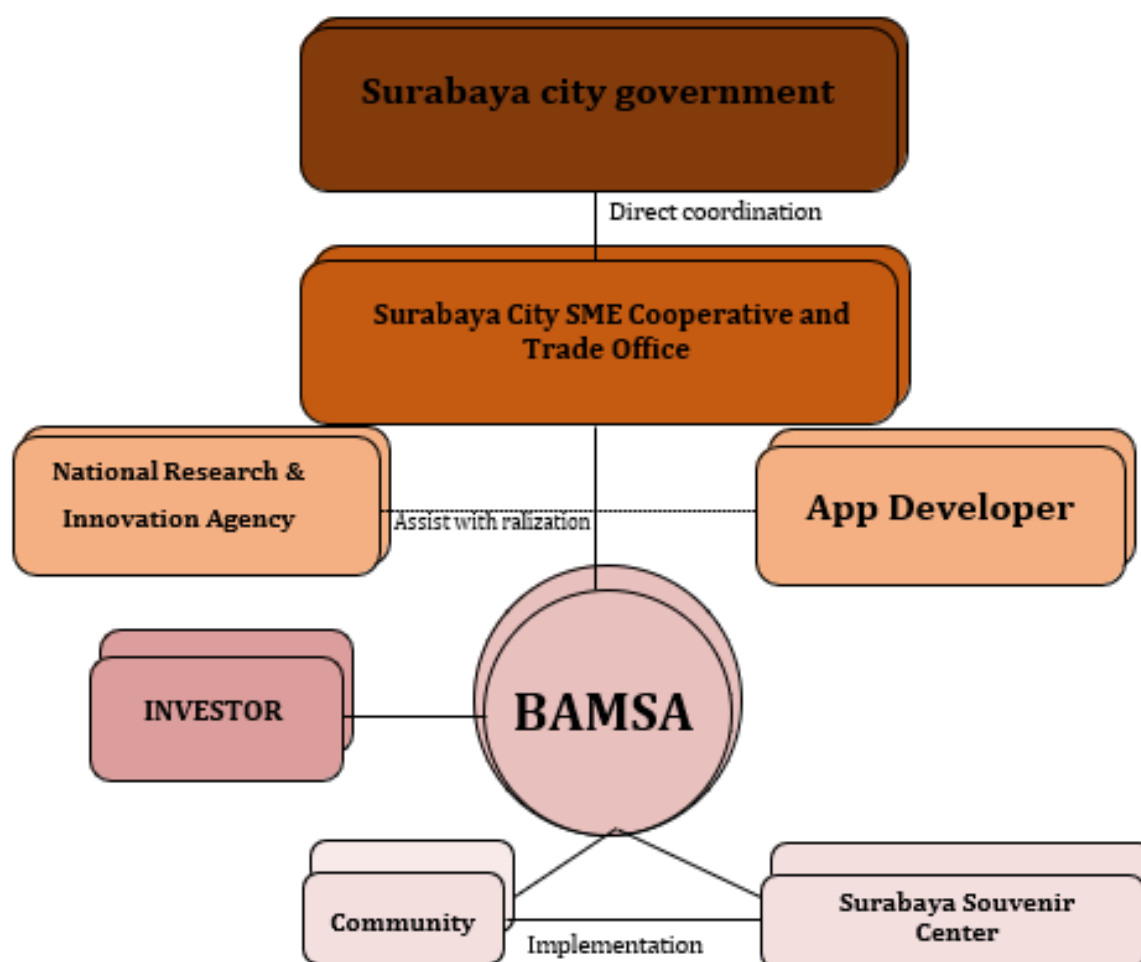 Surabaya city government
Direct coordination
Surabaya City SME Cooperative and
Trade Office
National Research &
Innovation Agency
Assist with ralization
App Developer
INVESTOR
BAMSA
Community
Implementation
Surabaya Souvenir
Center